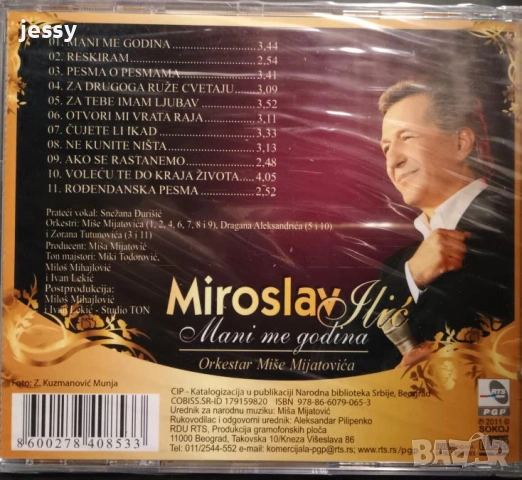 jessy
01. MANI ME GODINA 3,44
02. RESKIRAM 2,54
03. PESMA O PESMAMA 3,41
04. ZA DRUGOGA RUŽE CVETAJU 3,09
05. ZA TEBE IMAM LJUBAV 3,52
06. OTVORI MI VRATA RAJA 3,11
07. ČUJETE LI IKAD 3,33
08. NE KUNITE NIŠTA 3,13
09. AKO SE RASTANEMO 2,48
10. VOLEĆU TE DO KRAJA ŽIVOTA 4,05
11. ROĐENDANSKA PESMA 2,52
Prateći vokal: Snežana Đurišić
Orkestri: Miše Mijatovića (1, 2, 4, 6, 7, 8 i 9), Dragana Aleksandrića (5 i 10)
i Zorana Tutunovića (3 i 11)
Producent: Miša Mijatović
Ton majstori: Miki Todorović,
Miloš Mihajlović
i Ivan Lekić
Postprodukcija:
Miloš Mihajlović
i Ivan Lekić - Studio TON
Miroslav Ilić
Mani me godina
Orkestar Miše Mijatovića
Foto: Z. Kuzmanović Munja
8600278408533
CIP - Katalogizacija u publikaciji Narodna biblioteka Srbije, Beograd
COBISS.SR-ID 179159820 ISBN 978-86-6079-065-3
Urednik za narodnu muziku: Miša Mijatović
Rukovodilac i odgovorni urednik: Aleksandar Pilipenko
RDU RTS, Produkcija gramofonskih ploča
11000 Beograd, Takovska 10/Kneza Višeslava 86
Tel: 011/2544-552 e-mail: komercijala-pgp@rts.rs; www.rts.rs/pgp
RTS
PGP
℗ 2011 ©
SOKOJ
bazar.bg